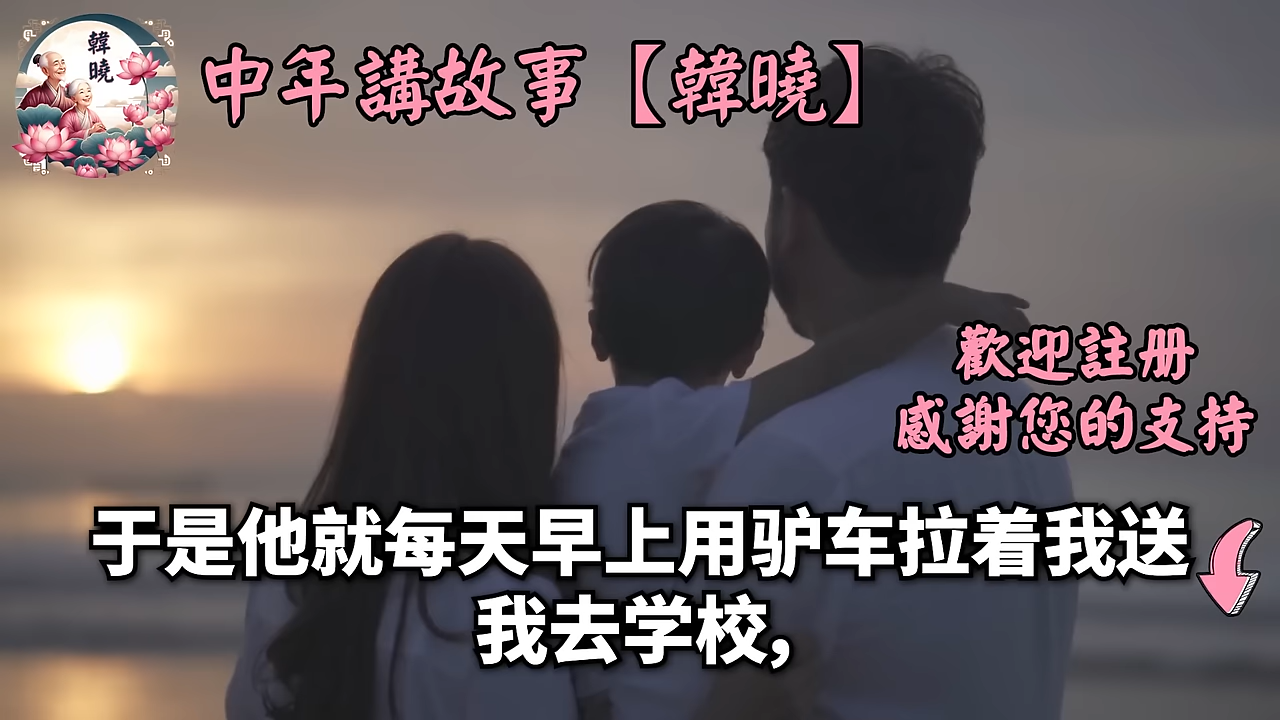 韓曉
中年講故事【韓曉】
歡迎註册
感謝您的支持
于是他就每天早上用驴车拉着我送
我去学校,